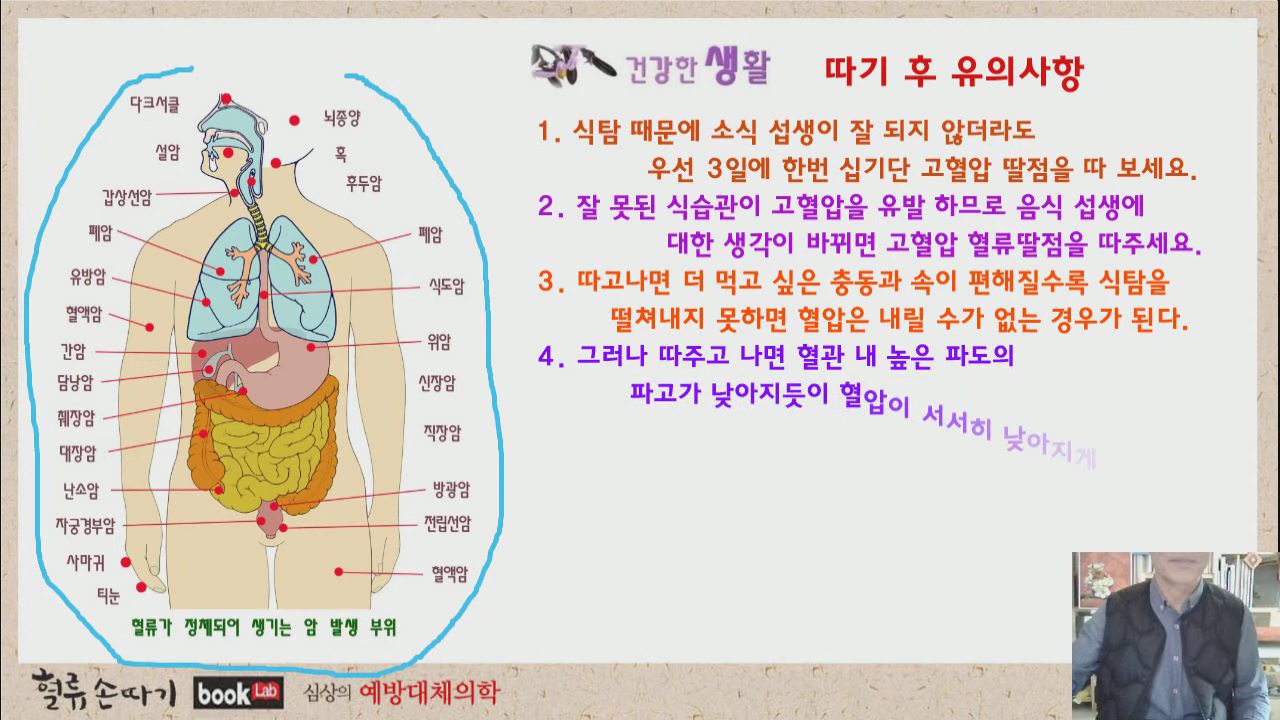 건강한 생활
따기 후 유의사항
1. 식탐 때문에 소식 섭생이 잘 되지 않더라도
우선 3일에 한번 십기단 고혈압 딸점을 따 보세요.
2. 잘 못된 식습관이 고혈압을 유발 하므로 음식 섭생에
대한 생각이 바뀌면 고혈압 혈류딸점을 따주세요.
3. 따고나면 더 먹고 싶은 충동과 속이 편해질수록 식탐을
떨쳐내지 못하면 혈압은 내릴 수가 없는 경우가 된다.
4. 그러나 따주고 나면 혈관 내 높은 파도의
파고가 낮아지듯이 혈압이 서서히 낮아지게
다크서클
뇌종양
설암
혹
갑상선암
후두암
폐암
폐암
유방암
식도암
혈액암
간암
위암
담낭암
신장암
췌장암
직장암
대장암
난소암
방광암
자궁경부암
전립선암
사마귀
혈액암
티눈
혈류가 정체되어 생기는 암 발생 부위
혈류 손따기
book Lab
심상의 예방대체의학